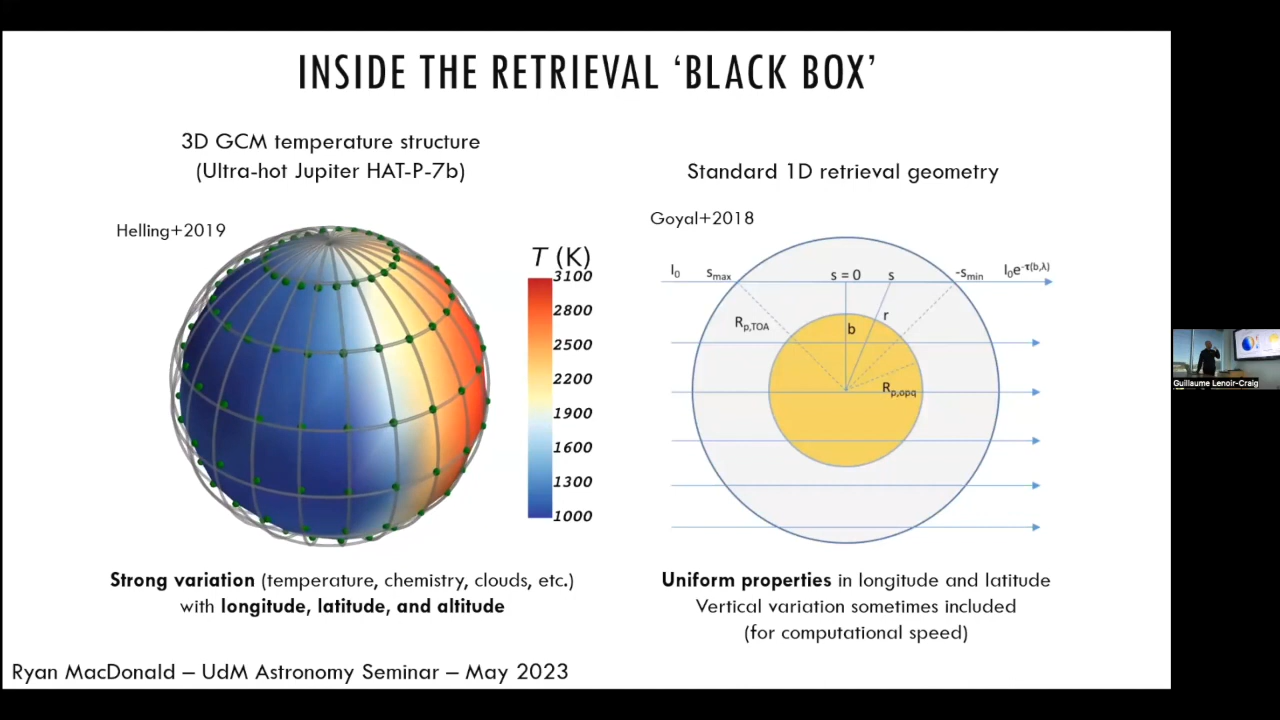 INSIDE THE RETRIEVAL ‘BLACK BOX’
3D GCM temperature structure
(Ultra-hot Jupiter HAT-P-7b)
Helling+2019
T (K)
3100
2800
2500
2200
1900
1600
1300
1000
Strong variation (temperature, chemistry, clouds, etc.)
with longitude, latitude, and altitude
Standard 1D retrieval geometry
Goyal+2018
I₀ sₘₐₓ s = 0 s -sₘᵢₙ I₀e^-τ(b,λ)
R_p,TOA
b
r
R_p,opq
Uniform properties in longitude and latitude
Vertical variation sometimes included
(for computational speed)
Ryan MacDonald – UdM Astronomy Seminar – May 2023
Guillaume Lenoir-Craig